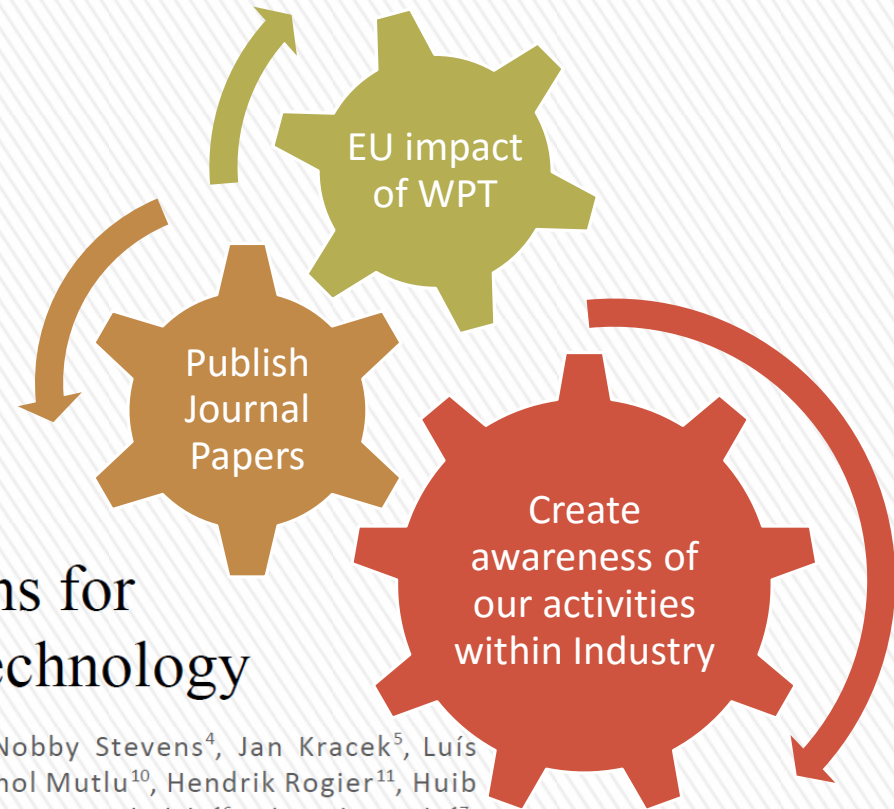 EU impact
of WPT
Publish
Journal
Papers
Create
awareness of
our activities
within Industry
ns for
echnology
Nobby Stevens⁴, Jan Kracek⁵, Luís
hol Mutlu¹⁰, Hendrik Rogier¹¹, Huib